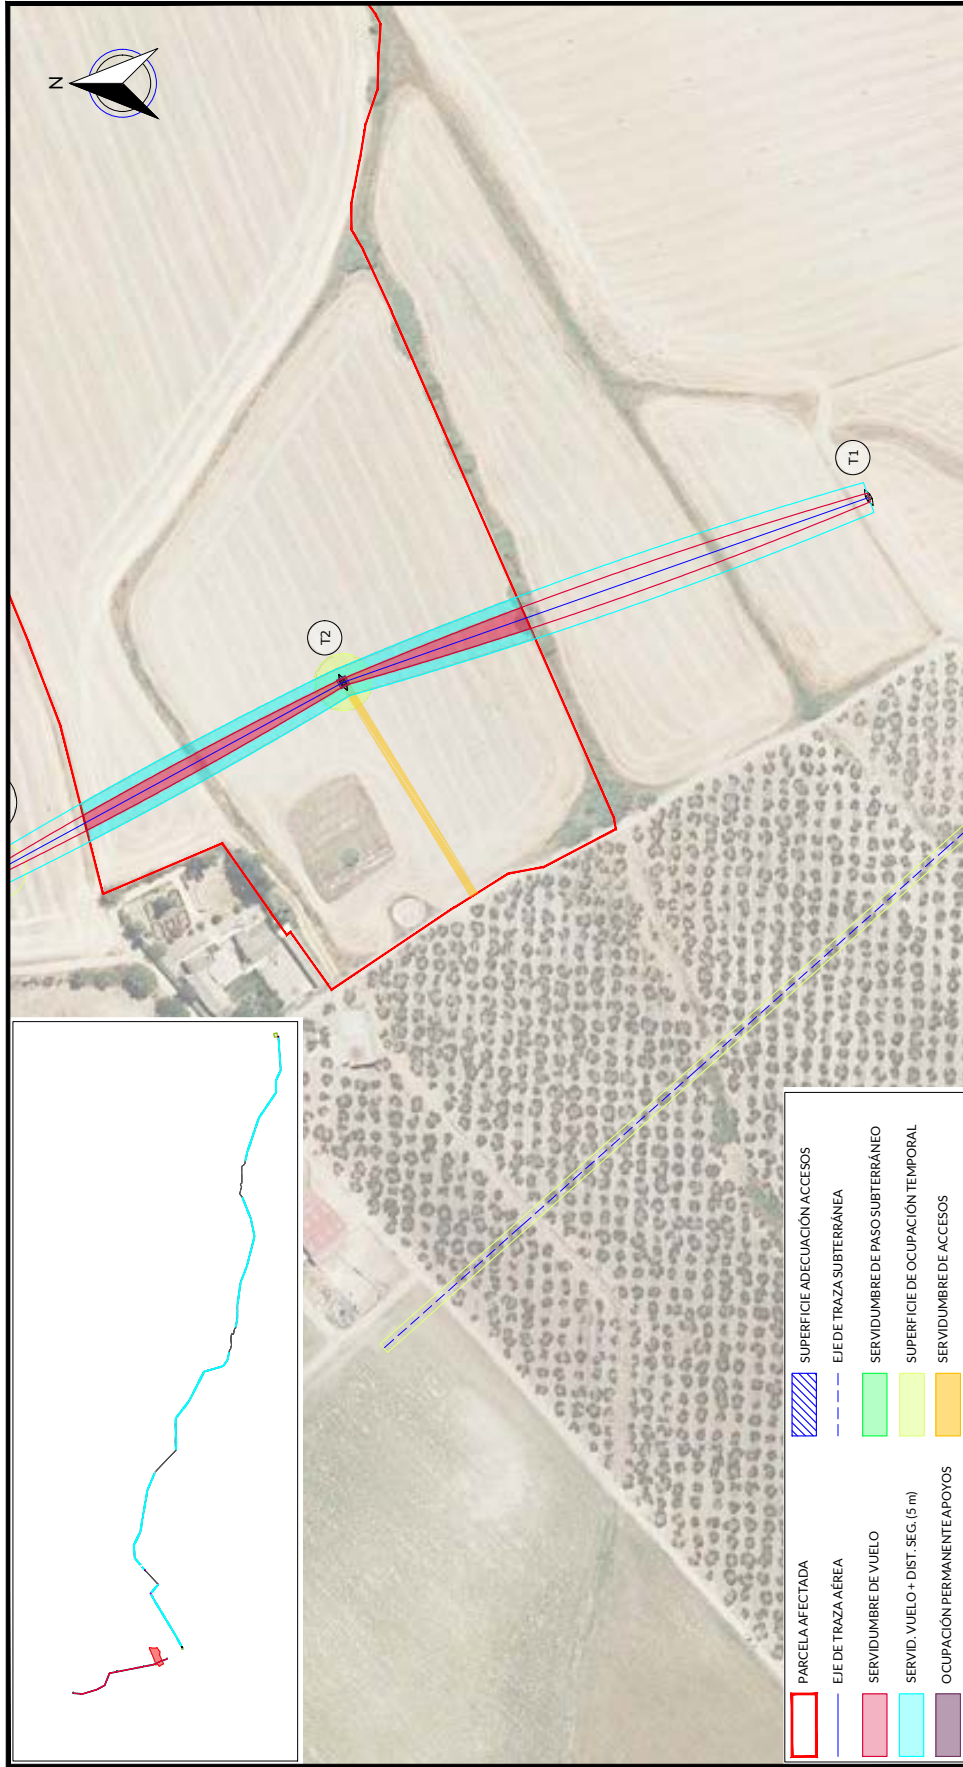 N
T1
T2
PARCELA AFECTADA
EJE DE TRAZA AÉREA
SERVIDUMBRE DE VUELO
SERVID. VUELO + DIST. SEG. (5 m)
OCUPACIÓN PERMANENTE APOYOS
SUPERFICIE ADECUACIÓN ACCESOS
EJE DE TRAZA SUBTERRÁNEA
SERVIDUMBRE DE PASO SUBTERRÁNEO
SUPERFICIE DE OCUPACIÓN TEMPORAL
SERVIDUMBRE DE ACCESOS